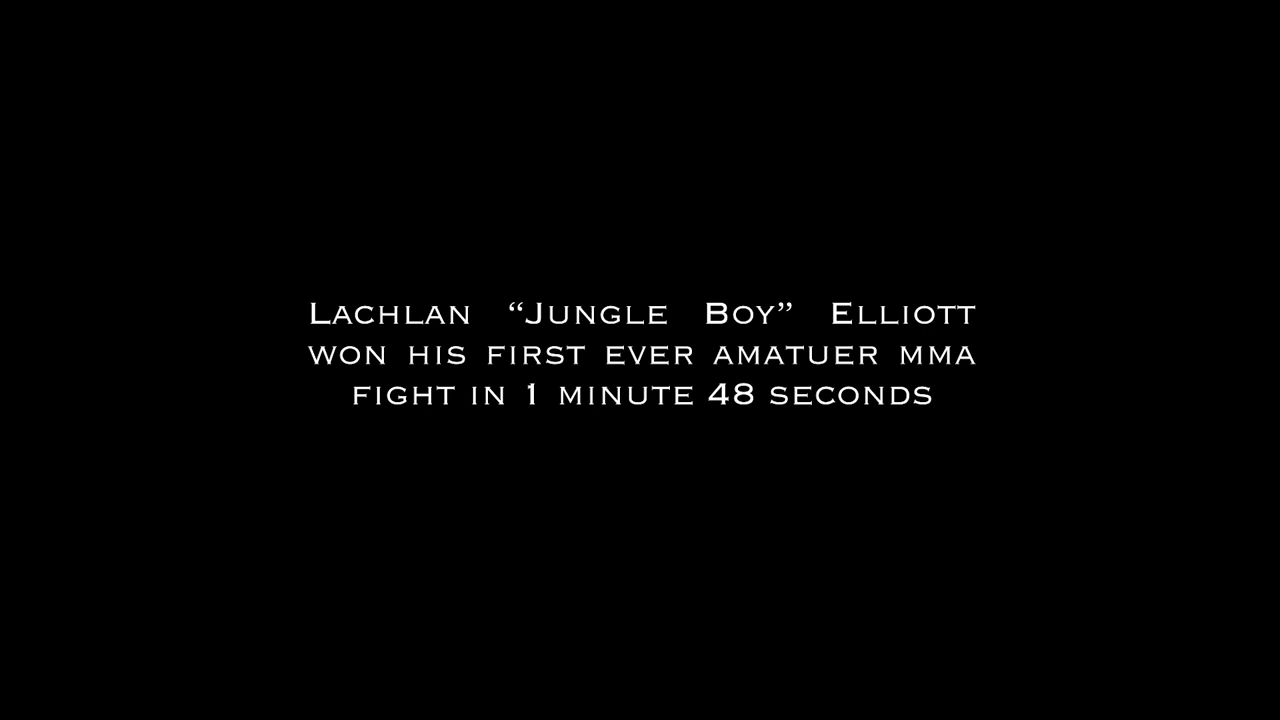 Lachlan “Jungle Boy” Elliott
won his first ever amatuer mma
fight in 1 minute 48 seconds